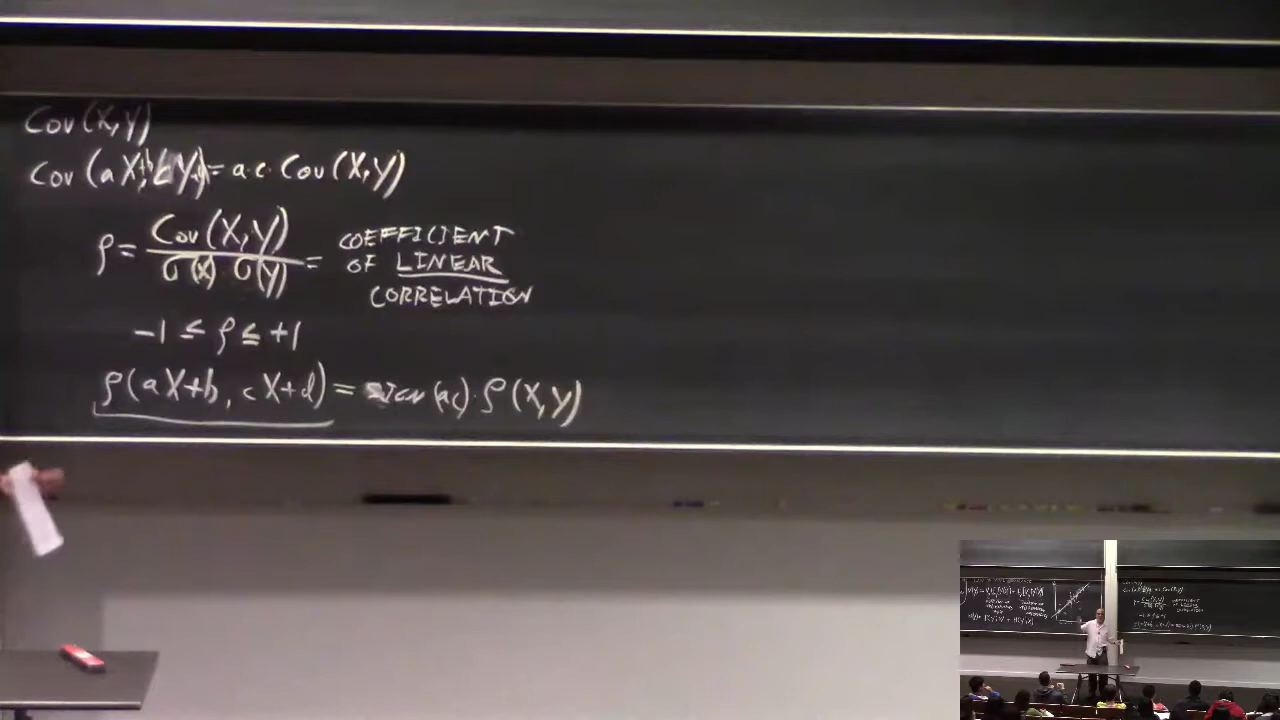 Cov(X,Y)
Cov(aX+b, cY+d) = a·c· Cov(X,Y)
ρ = Cov(X,Y) / σ(X) σ(Y) = COEFFICIENT
OF LINEAR
CORRELATION
-1 ≤ ρ ≤ +1
ρ(aX+b, cX+d) = SIGN(ac)·ρ(X,Y)